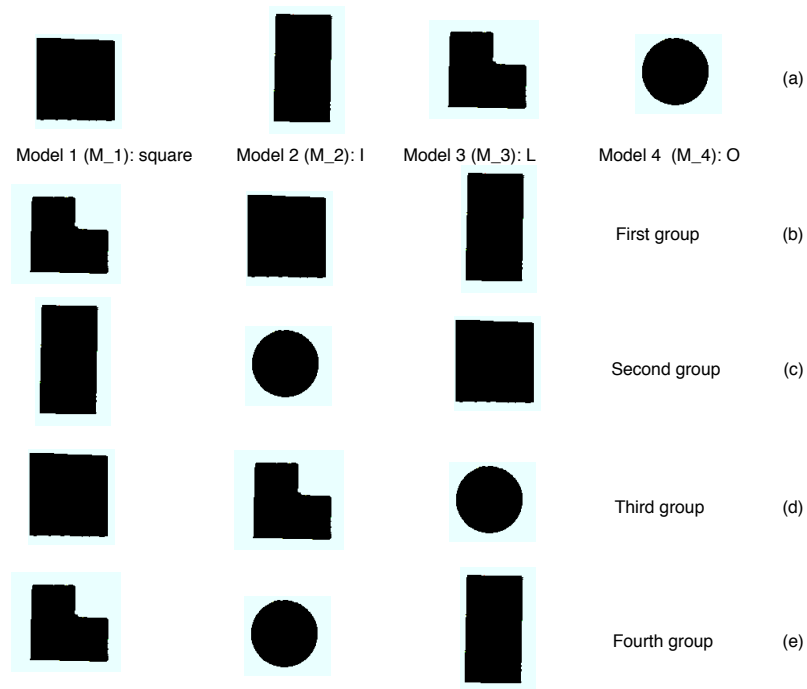 (a)
Model 1 (M_1): square Model 2 (M_2): I Model 3 (M_3): L Model 4 (M_4): O
First group (b)
Second group (c)
Third group (d)
Fourth group (e)